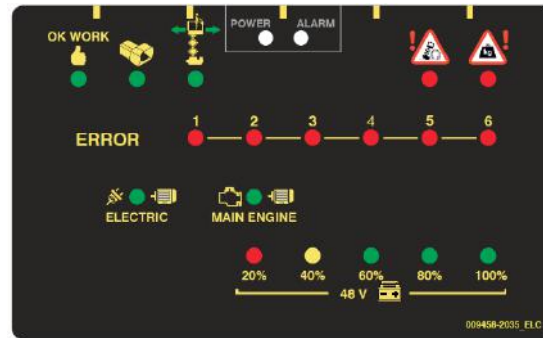 POWER ALARM
OK WORK
! !
kg
1 2 3 4 5 6
ERROR
ELECTRIC MAIN ENGINE
20% 40% 60% 80% 100%
48 V
009458-2035_ELC